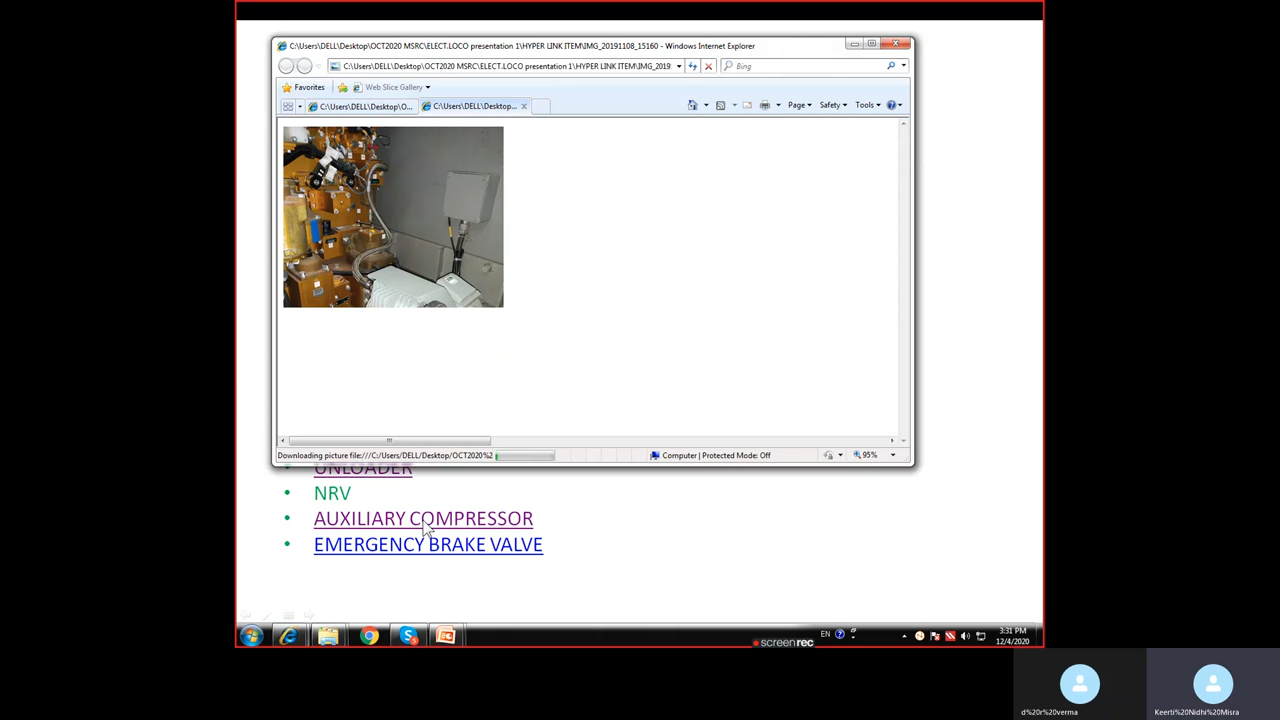 C:\Users\DELL\Desktop\OCT2020 MSRC\ELECT.LOCO presentation 1\HYPER LINK ITEM\IMG_20191108_15160 - Windows Internet Explorer
C:\Users\DELL\Desktop\OCT2020 MSRC\ELECT.LOCO presentation 1\HYPER LINK ITEM\IMG_2019
Bing
Favorites
Web Slice Gallery
C:\Users\DELL\Desktop\O...
C:\Users\DELL\Desktop...
Page
Safety
Tools
Downloading picture file:///C:/Users/DELL/Desktop/OCT2020%2
Computer | Protected Mode: Off
95%
• UNLOADER
• NRV
• AUXILIARY COMPRESSOR
• EMERGENCY BRAKE VALVE
EN
3:31 PM
12/4/2020
screenrec
d%20r%20verma
Keerti%20Nidhi%20Misra